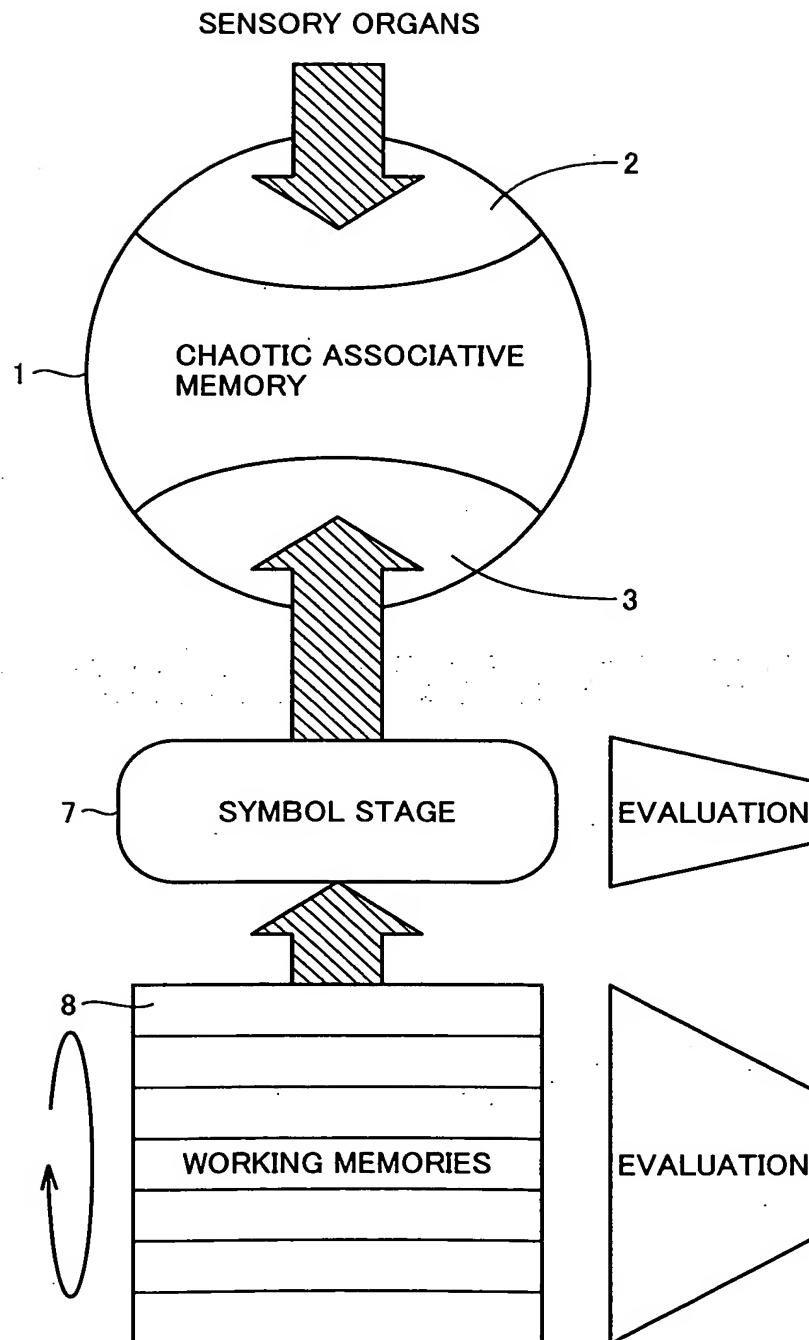 SENSORY ORGANS
2
CHAOTIC ASSOCIATIVE
MEMORY
1
3
7
SYMBOL STAGE
EVALUATION
8
WORKING MEMORIES
EVALUATION